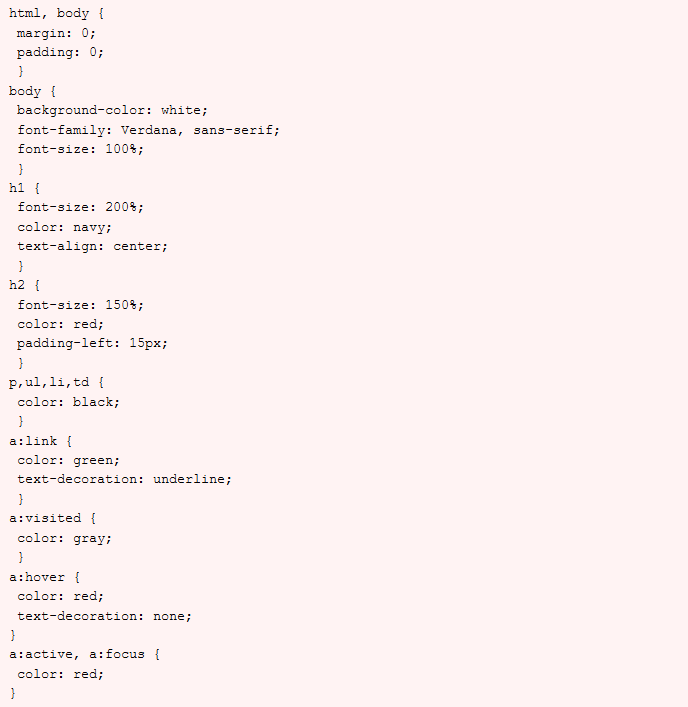 html, body {
 margin: 0;
 padding: 0;
 }
body {
 background-color: white;
 font-family: Verdana, sans-serif;
 font-size: 100%;
 }
h1 {
 font-size: 200%;
 color: navy;
 text-align: center;
 }
h2 {
 font-size: 150%;
 color: red;
 padding-left: 15px;
 }
p,ul,li,td {
 color: black;
 }
a:link {
 color: green;
 text-decoration: underline;
 }
a:visited {
 color: gray;
 }
a:hover {
 color: red;
 text-decoration: none;
}
a:active, a:focus {
 color: red;
}